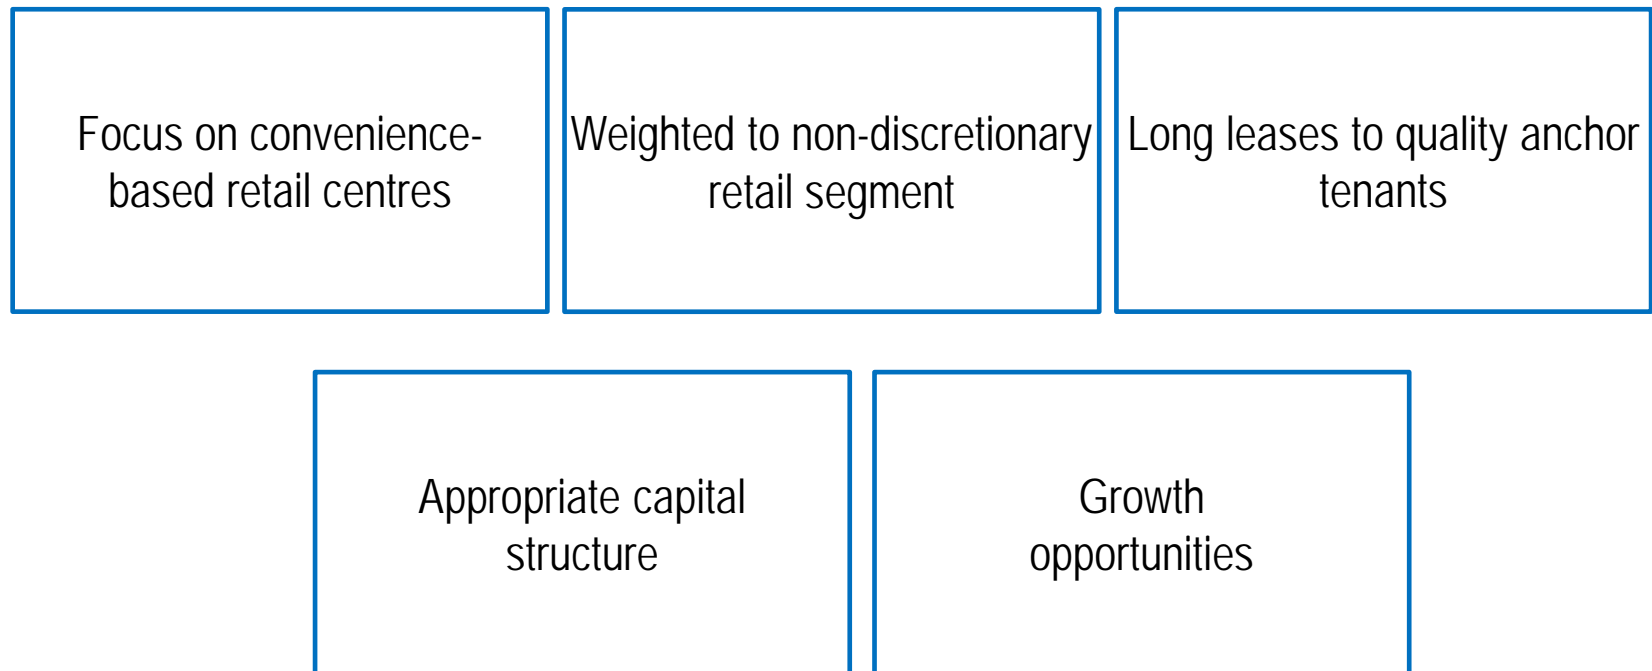 Focus on convenience-
based retail centres
Weighted to non-discretionary
retail segment
Long leases to quality anchor
tenants
Appropriate capital
structure
Growth
opportunities